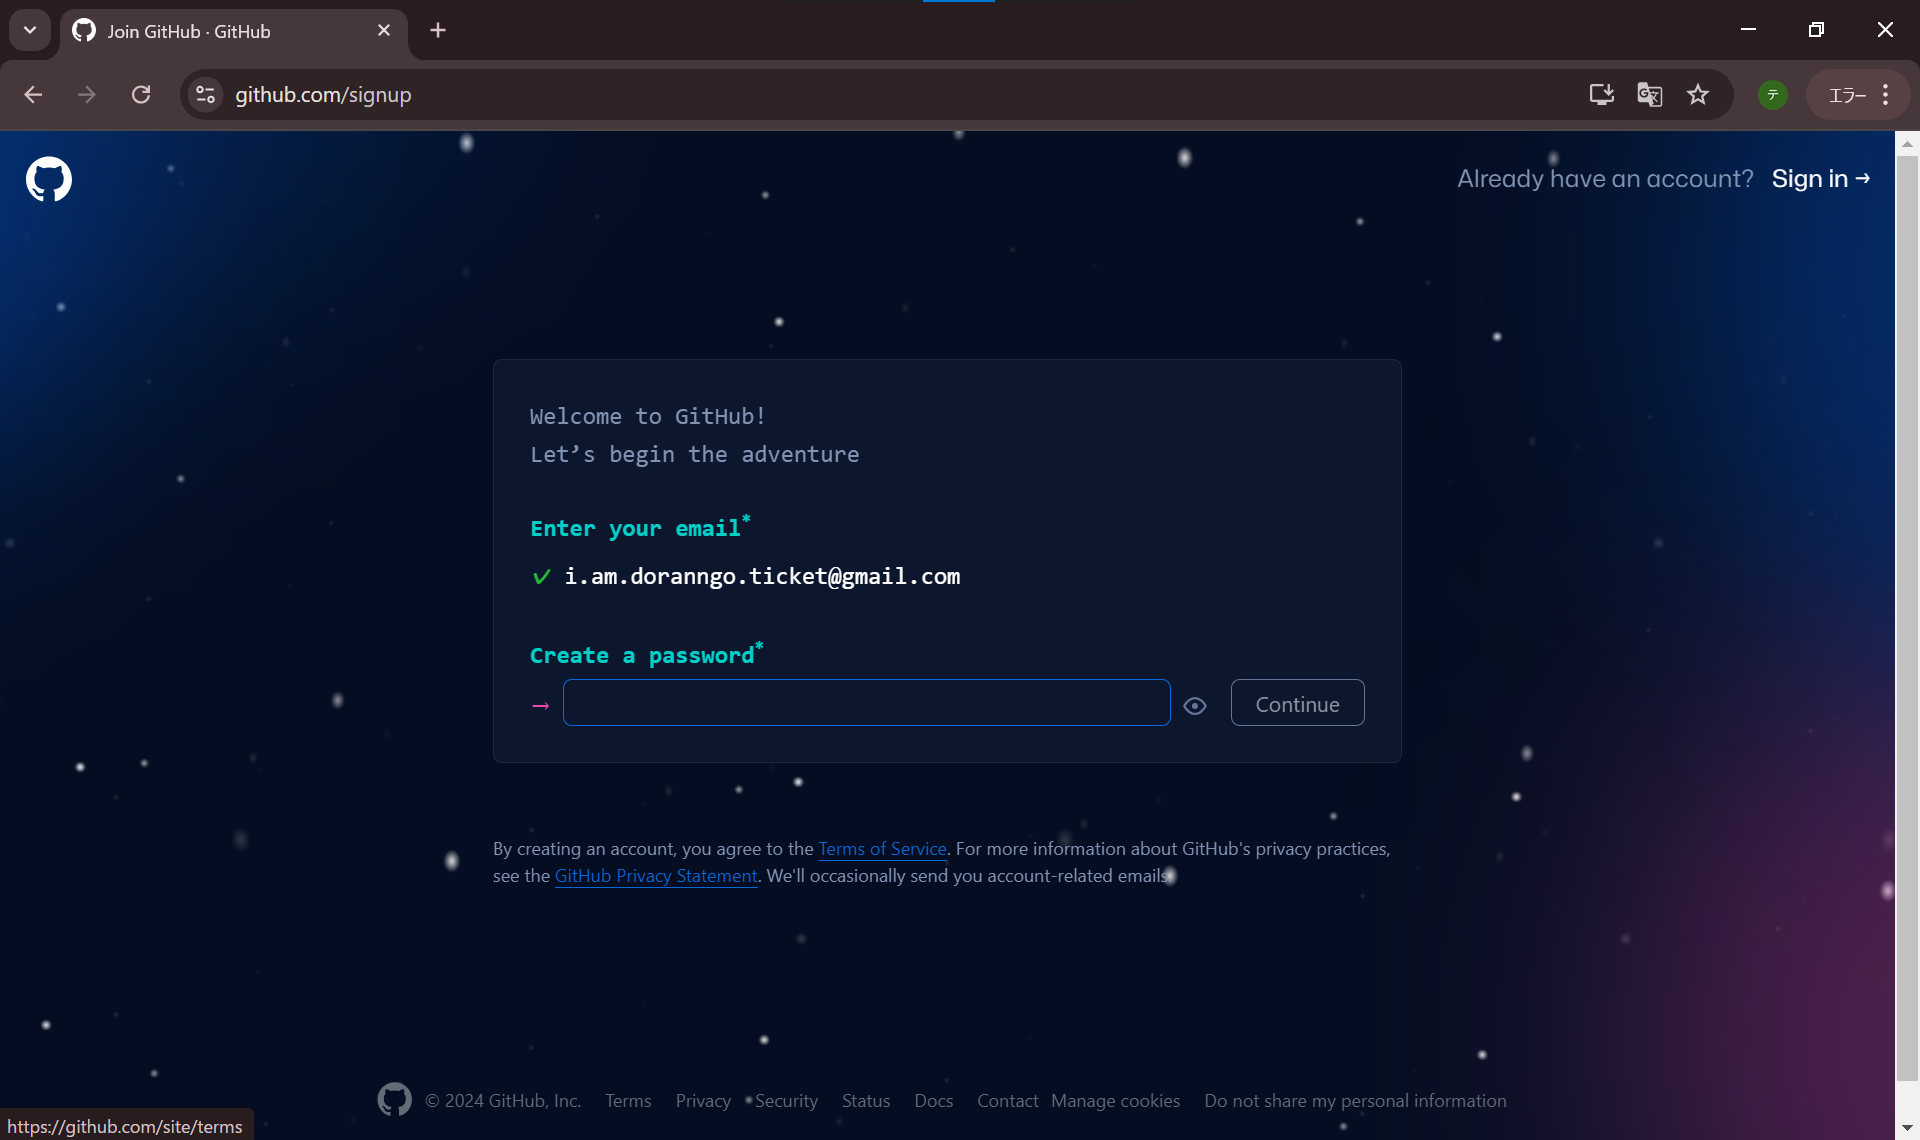 Join GitHub · GitHub
github.com/signup
テ
エラー
Already have an account? Sign in →
Welcome to GitHub!
Let’s begin the adventure
Enter your email*
✓ i.am.doranngo.ticket@gmail.com
Create a password*
→
Continue
By creating an account, you agree to the Terms of Service. For more information about GitHub's privacy practices,
see the GitHub Privacy Statement. We'll occasionally send you account-related emails.
© 2024 GitHub, Inc. Terms Privacy Security Status Docs Contact Manage cookies Do not share my personal information
https://github.com/site/terms